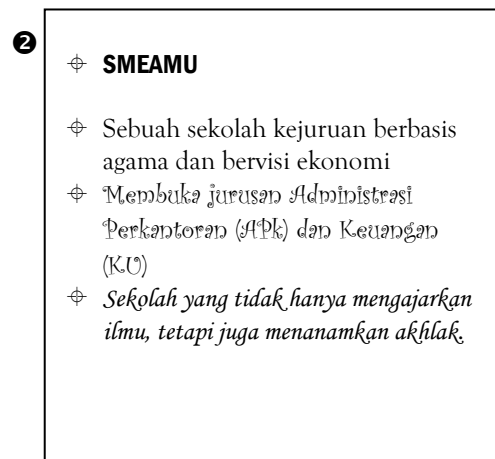 ❷
SMEAMU
Sebuah sekolah kejuruan berbasis
agama dan bervisi ekonomi
Membuka jurusan Administrasi
Perkantoran (APk) dan Keuangan
(KU)
Sekolah yang tidak hanya mengajarkan
ilmu, tetapi juga menanamkan akhlak.